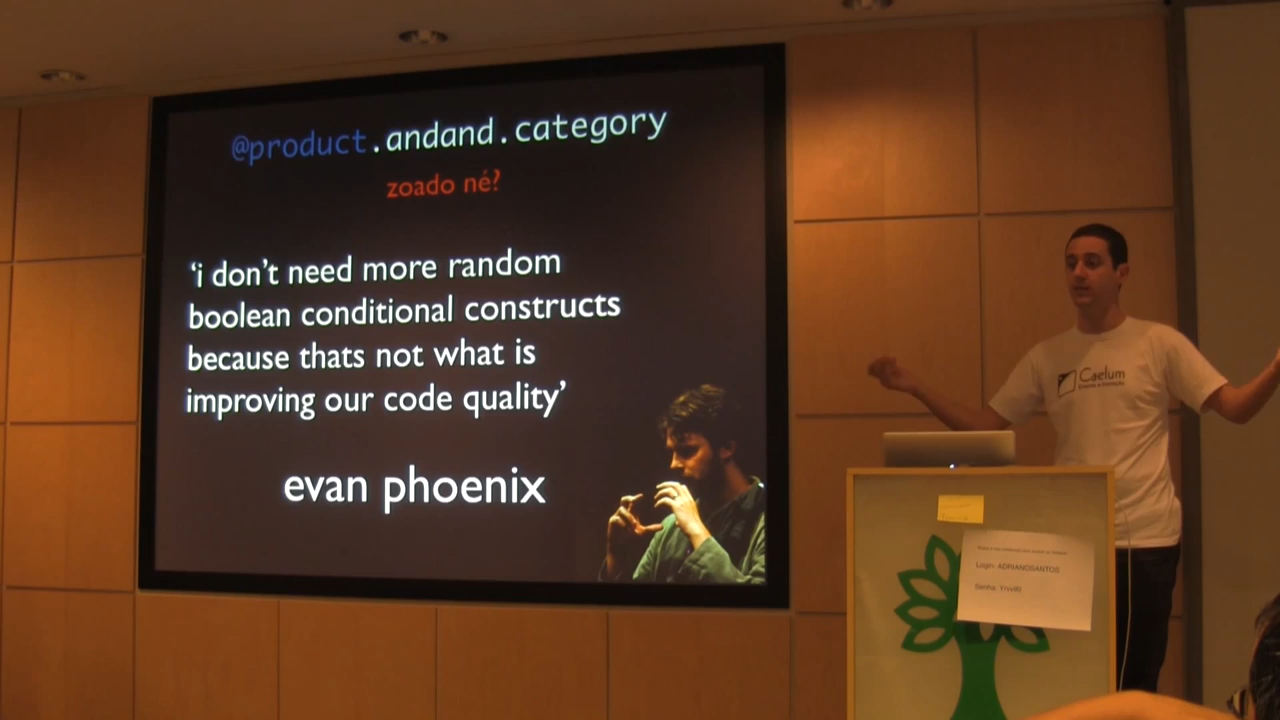 @product.andand.category
zoado né?
‘i don’t need more random
boolean conditional constructs
because thats not what is
improving our code quality’
evan phoenix
Caelum
Login: ADRIANOSANTOS
Senha: